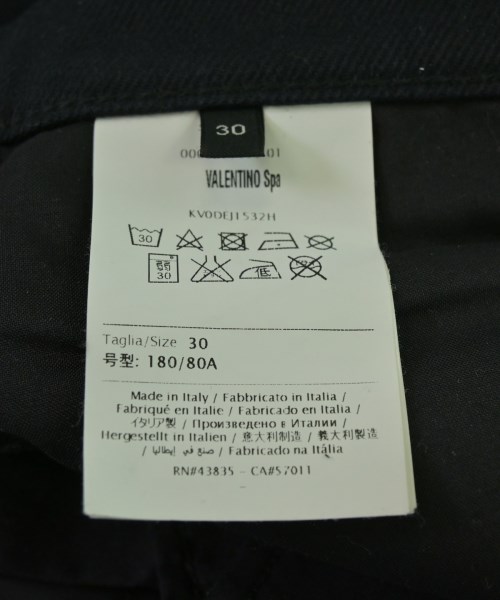 30
VALENTINO Spa
KV0DEJ1532H
30
30
低
Taglia/Size 30
号型: 180/80A
Made in Italy / Fabbricato in Italia /
Fabriqué en Italie / Fabricado en Italia /
イタリア製 / Произведено в Италии /
Hergestellt in Italien / 意大利制造 / 義大利製造
/ صنع في إيطاليا / Fabricado na Itália
RN#43835 - CA#57011